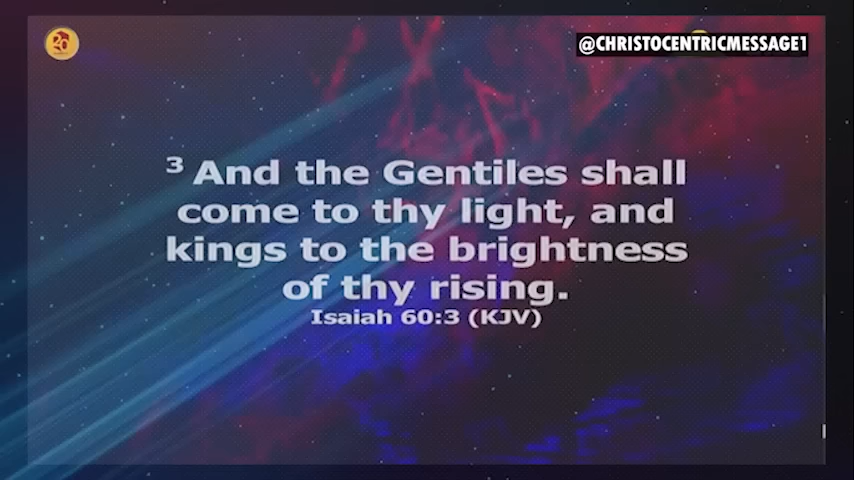 20
@CHRISTOCENTRICMESSAGE1
3 And the Gentiles shall
come to thy light, and
kings to the brightness
of thy rising.
Isaiah 60:3 (KJV)